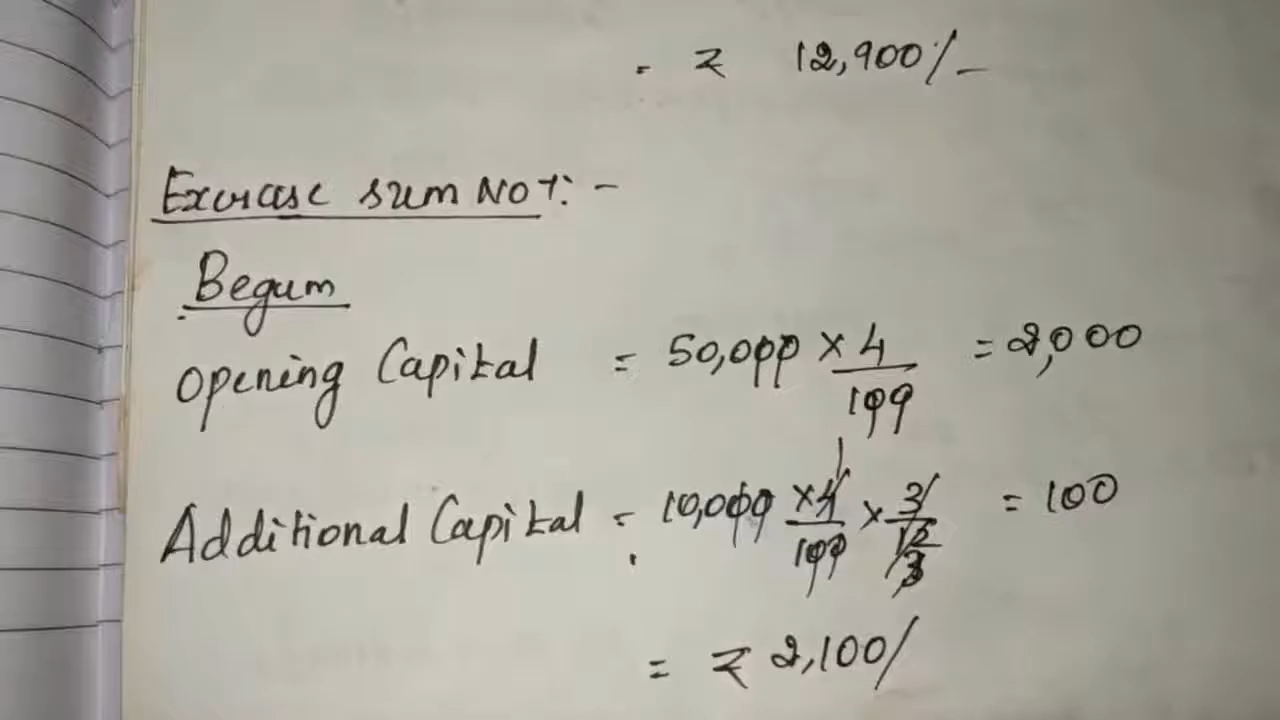 = ₹ 12,900/-
Exercise sum No 7: -
Begum
Opening Capital = 50,000 × 4/100 = 2,000
Additional Capital = 10,000 × 4/100 × 3/12 = 100
= ₹ 2,100/